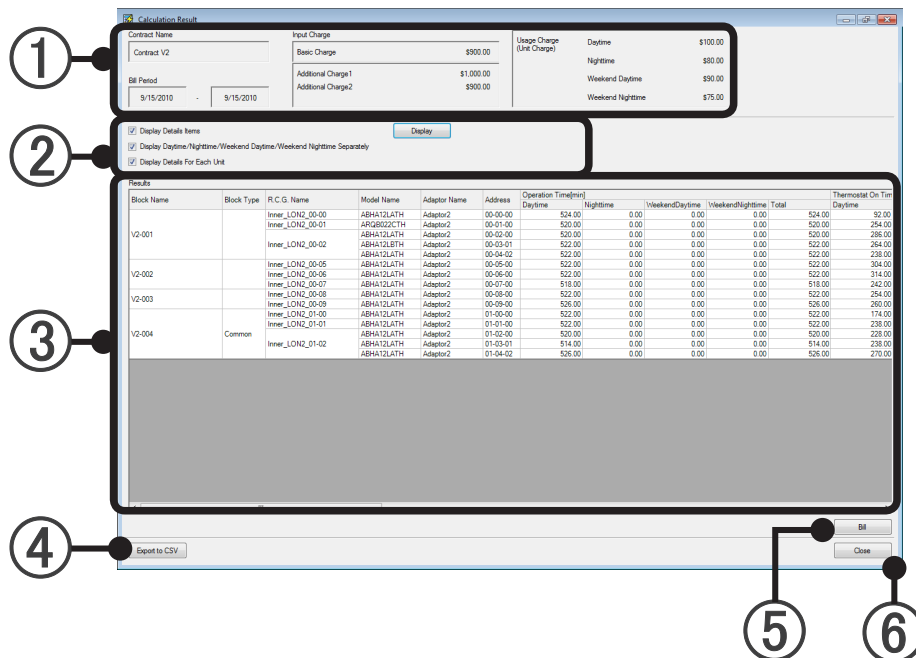 Calculation Result
Contract Name
Contract V2
Bill Period
9/15/2010 - 9/15/2010
Input Charge
Basic Charge $900.00
Additional Charge1 $1,000.00
Additional Charge2 $900.00
Usage Charge
(Unit Charge)
Daytime $100.00
Nighttime $80.00
Weekend Daytime $90.00
Weekend Nighttime $75.00
①
Display Details Items
Display
Display Daytime/Nighttime/Weekend Daytime/Weekend Nighttime Separately
Display Details For Each Unit
②
Results
Block Name Block Type R.C.G. Name Model Name Adaptor Name Address Operation Time[min] Thermostat On Tim
Daytime Nighttime WeekendDaytime WeekendNighttime Total Daytime
Inner_LON2_00-00 ABHA12LATH Adaptor2 00-00-00 524.00 0.00 0.00 0.00 524.00 92.00
Inner_LON2_00-01 ARQB022CTH Adaptor2 00-01-00 520.00 0.00 0.00 0.00 520.00 254.00
V2-001 ABHA12LATH Adaptor2 00-02-00 520.00 0.00 0.00 0.00 520.00 286.00
Inner_LON2_00-02 ABHA12LBTH Adaptor2 00-03-01 522.00 0.00 0.00 0.00 522.00 264.00
ABHA12LATH Adaptor2 00-04-02 522.00 0.00 0.00 0.00 522.00 238.00
Inner_LON2_00-05 ABHA12LATH Adaptor2 00-05-00 522.00 0.00 0.00 0.00 522.00 304.00
V2-002 Inner_LON2_00-06 ABHA12LATH Adaptor2 00-06-00 522.00 0.00 0.00 0.00 522.00 314.00
Inner_LON2_00-07 ABHA12LATH Adaptor2 00-07-00 518.00 0.00 0.00 0.00 518.00 242.00
V2-003 Inner_LON2_00-08 ABHA12LATH Adaptor2 00-08-00 522.00 0.00 0.00 0.00 522.00 254.00
Inner_LON2_00-09 ABHA12LATH Adaptor2 00-09-00 526.00 0.00 0.00 0.00 526.00 260.00
Inner_LON2_01-00 ABHA12LATH Adaptor2 01-00-00 522.00 0.00 0.00 0.00 522.00 174.00
Inner_LON2_01-01 ABHA12LATH Adaptor2 01-01-00 522.00 0.00 0.00 0.00 522.00 238.00
V2-004 Common ABHA12LATH Adaptor2 01-02-00 520.00 0.00 0.00 0.00 520.00 228.00
Inner_LON2_01-02 ABHA12LATH Adaptor2 01-03-01 514.00 0.00 0.00 0.00 514.00 238.00
ABHA12LATH Adaptor2 01-04-02 526.00 0.00 0.00 0.00 526.00 270.00
③
Bill
④
Export to CSV
Close
⑤
⑥